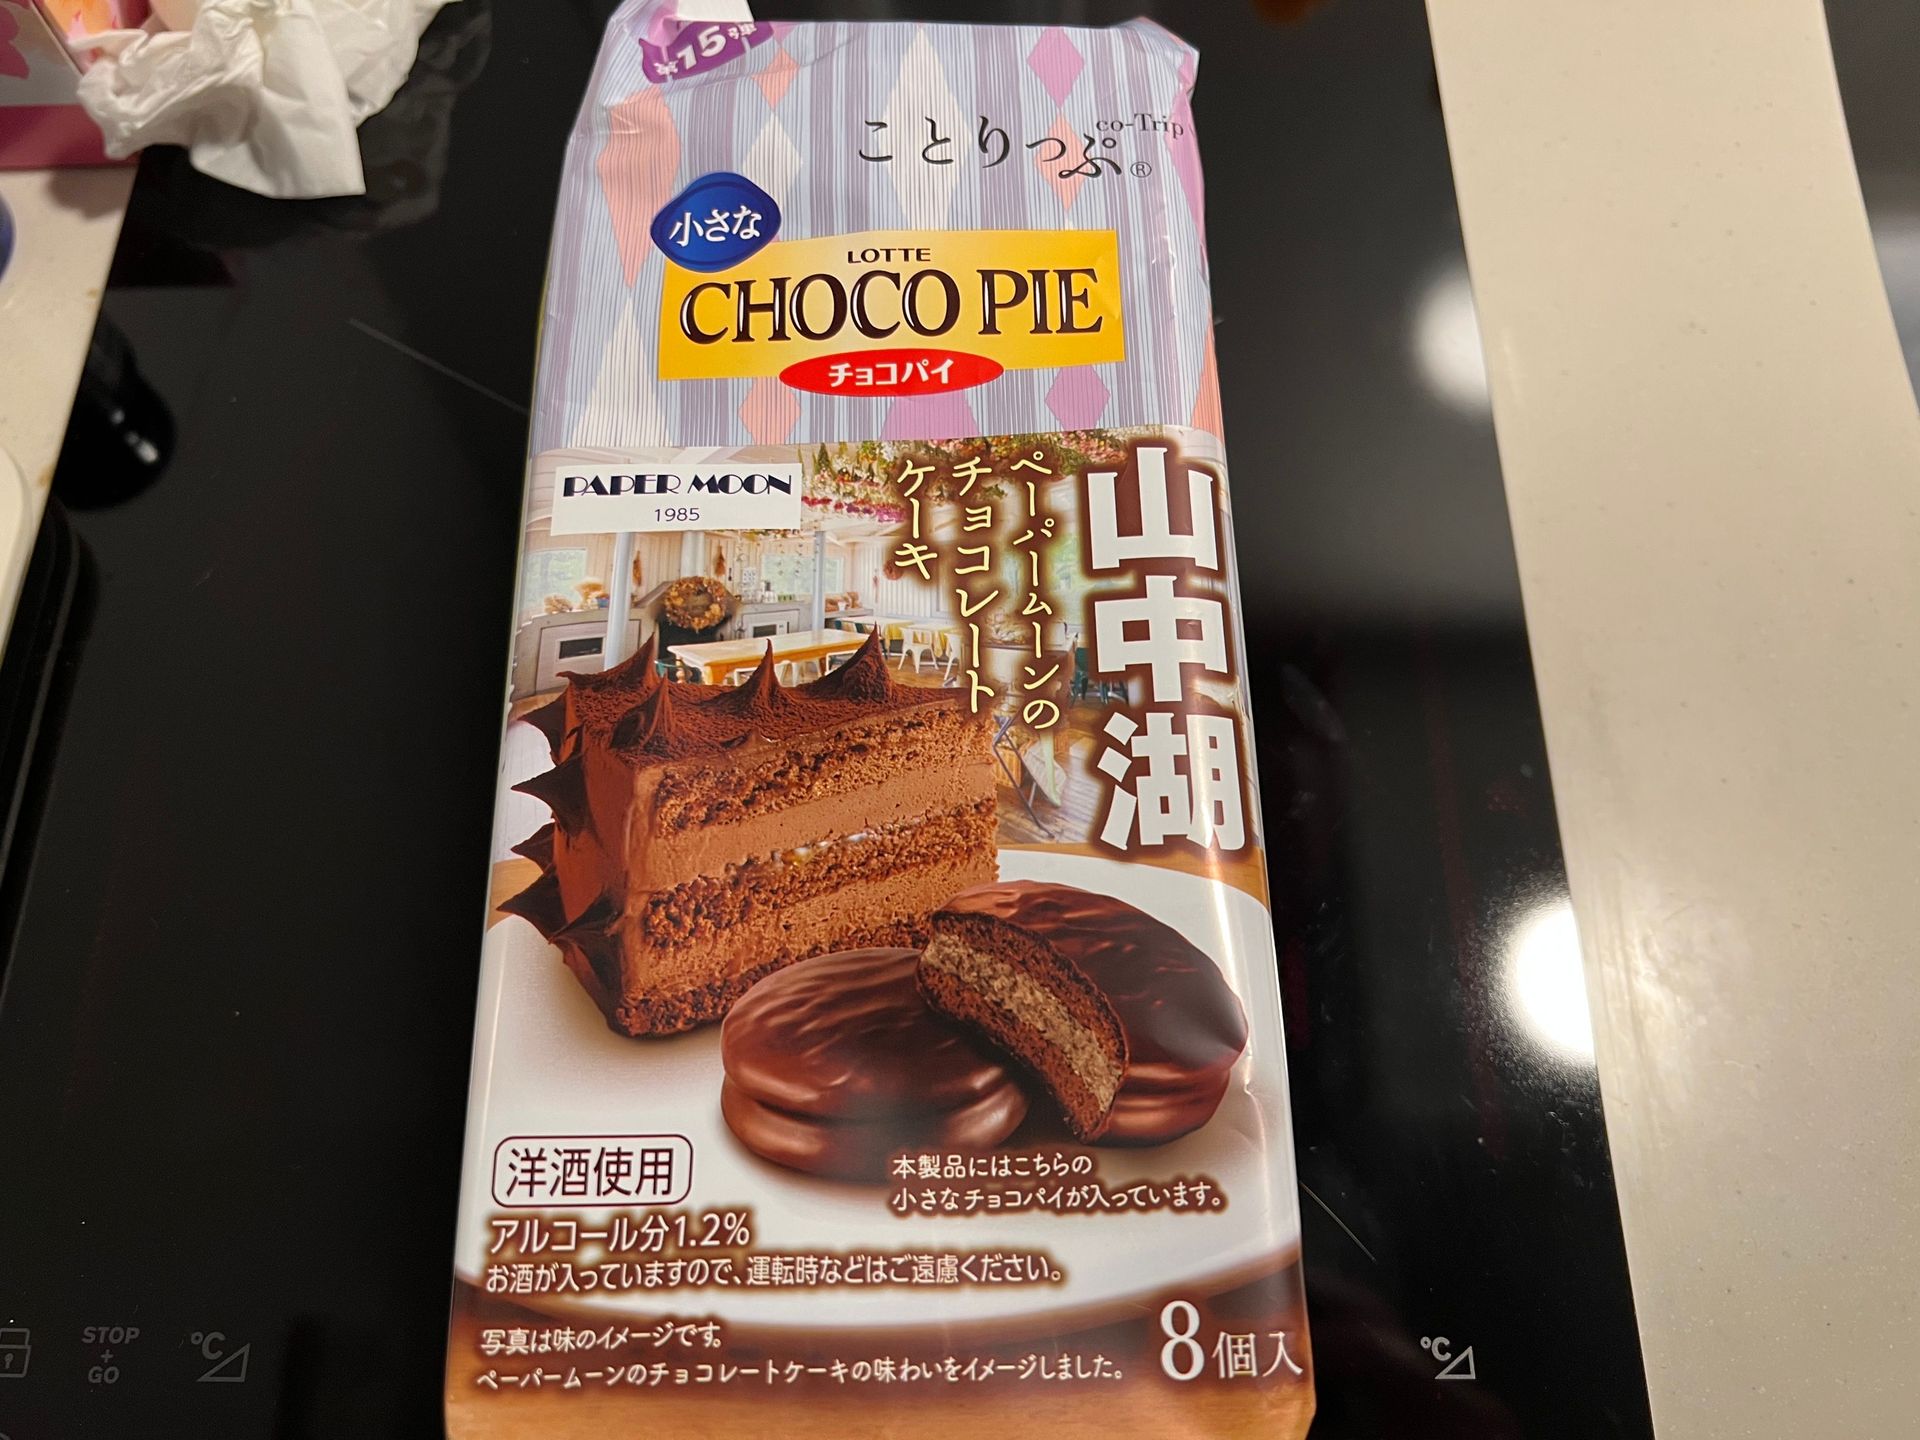 第15弾
ことりっぷ®
co-Trip
小さな
LOTTE
CHOCO PIE
チョコパイ
PAPER MOON
1985
山中湖
ペーパームーンの
チョコレート
ケーキ
洋酒使用
アルコール分1.2%
お酒が入っていますので、運転時などはご遠慮ください。
本製品にはこちらの
小さなチョコパイが入っています。
写真は味のイメージです。
ペーパームーンのチョコレートケーキの味わいをイメージしました。
8個入
STOP
+
GO
°C
°C